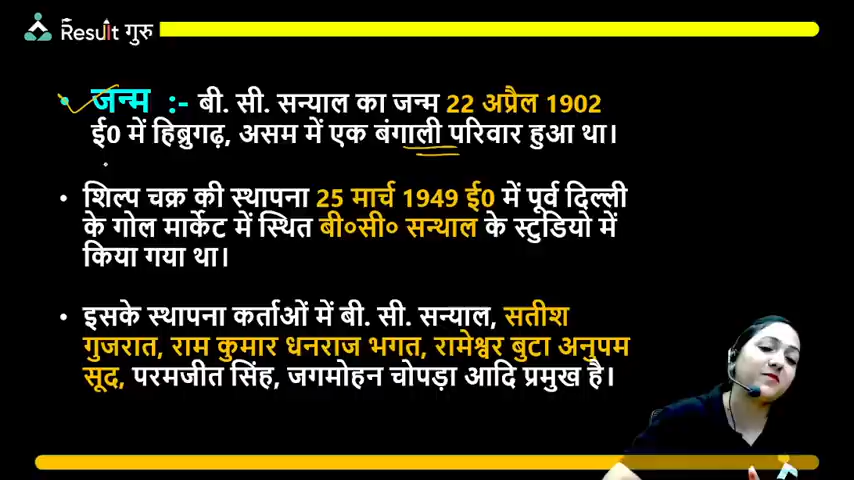 Result गुरु
जन्म :- बी. सी. सन्याल का जन्म 22 अप्रैल 1902
ई0 में हिब्रुगढ़, असम में एक बंगाली परिवार हुआ था।
• शिल्प चक्र की स्थापना 25 मार्च 1949 ई0 में पूर्व दिल्ली
के गोल मार्केट में स्थित बी०सी० सन्थाल के स्टुडियो में
किया गया था।
• इसके स्थापना कर्ताओं में बी. सी. सन्याल, सतीश
गुजरात, राम कुमार धनराज भगत, रामेश्वर बुटा अनुपम
सूद, परमजीत सिंह, जगमोहन चोपड़ा आदि प्रमुख है।